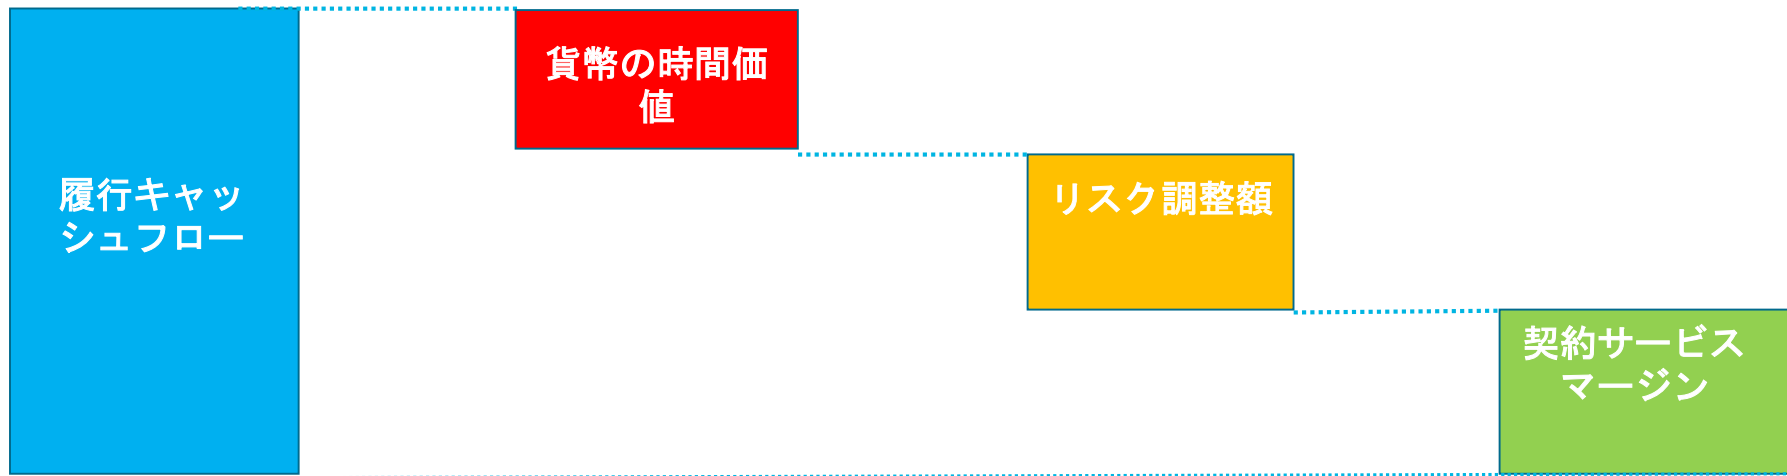 履行キャッ
シュフロー
貨幣の時間価
値
リスク調整額
契約サービス
マージン